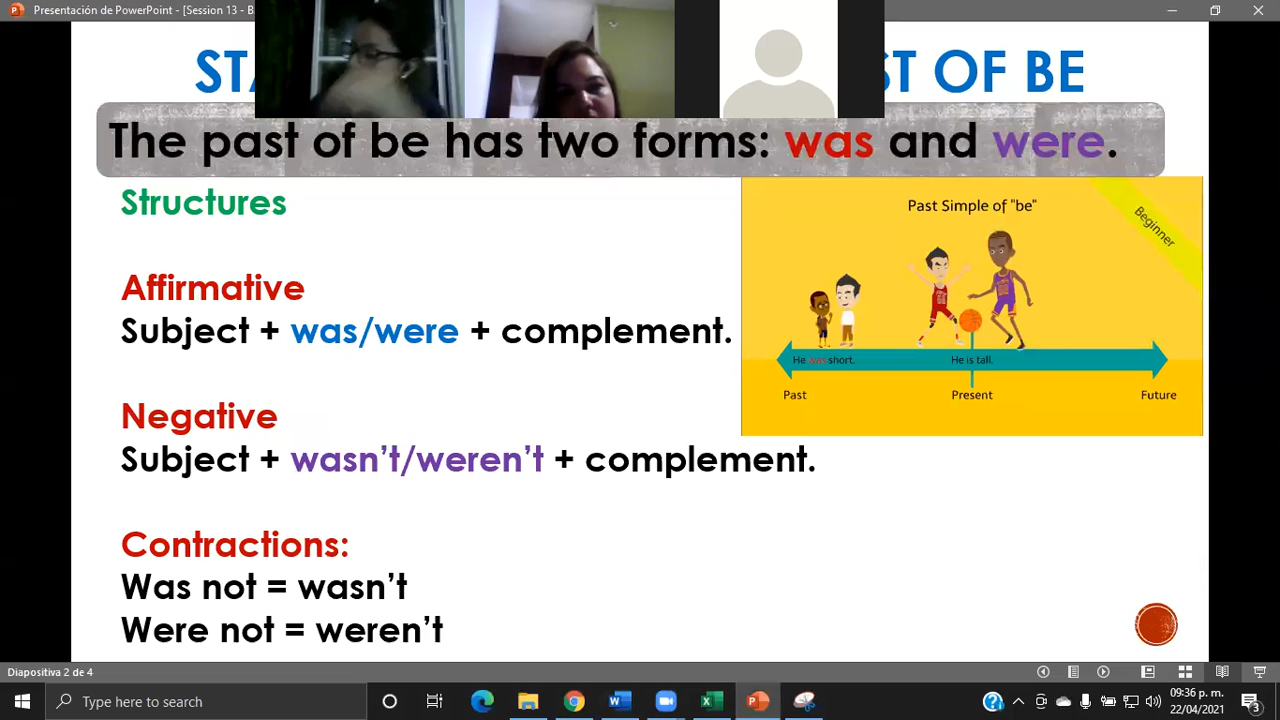 Presentación de PowerPoint - [Session 13 - B
ST OF BE
The past of be has two forms: was and were.
Structures
Affirmative
Subject + was/were + complement.
Negative
Subject + wasn't/weren't + complement.
Contractions:
Was not = wasn't
Were not = weren't
Past Simple of "be"
Beginner
He was short.
He is tall.
Past
Present
Future
Diapositiva 2 de 4
Type here to search
09:36 p. m.
22/04/2021
3